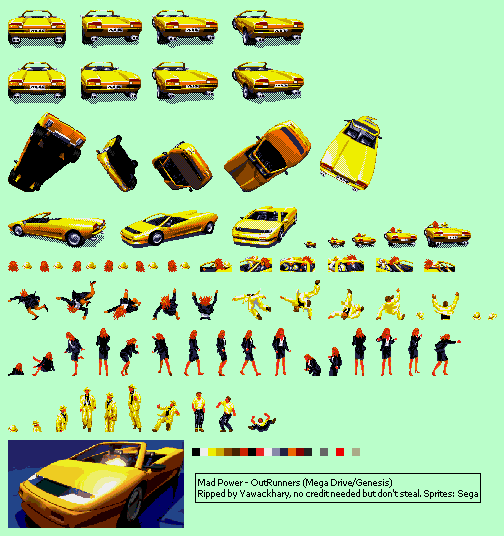 Mad Power - OutRunners (Mega Drive/Genesis)
Ripped by Yawackhary, no credit needed but don't steal. Sprites: Sega